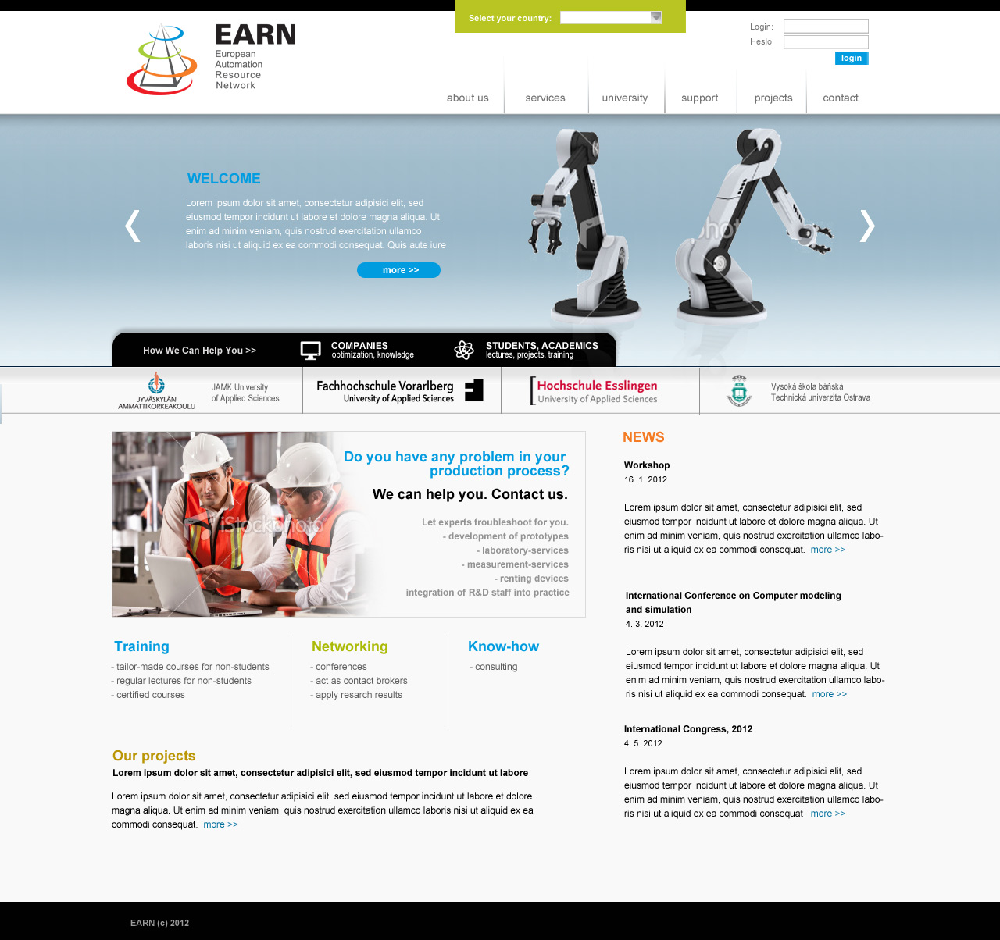 Select your country:
Login:
Heslo:
login
EARN
European
Automation
Resource
Network
about us
services
university
support
projects
contact
WELCOME
Lorem ipsum dolor sit amet, consectetur adipisici elit, sed
eiusmod tempor incidunt ut labore et dolore magna aliqua. Ut
enim ad minim veniam, quis nostrud exercitation ullamco
laboris nisi ut aliquid ex ea commodi consequat. Quis aute iure
more >>
How We Can Help You >>
COMPANIES
optimization, knowledge
STUDENTS, ACADEMICS
lectures, projects. training
JYVÄSKYLÄN
AMMATTIKORKEAKOULU
JAMK University
of Applied Sciences
Fachhochschule Vorarlberg
University of Applied Sciences
Hochschule Esslingen
University of Applied Sciences
Vysoká škola báňská
Technická univerzita Ostrava
Do you have any problem in your
production process?
We can help you. Contact us.
iStockphoto
Let experts troubleshoot for you.
- development of prototypes
- laboratory-services
- measurement-services
- renting devices
integration of R&D staff into practice
Training
- tailor-made courses for non-students
- regular lectures for non-students
- certified courses
Networking
- conferences
- act as contact brokers
- apply resarch results
Know-how
- consulting
Our projects
Lorem ipsum dolor sit amet, consectetur adipisici elit, sed eiusmod tempor incidunt ut labore
Lorem ipsum dolor sit amet, consectetur adipisici elit, sed eiusmod tempor incidunt ut labore et dolore
magna aliqua. Ut enim ad minim veniam, quis nostrud exercitation ullamco laboris nisi ut aliquid ex ea
commodi consequat. more >>
NEWS
Workshop
16. 1. 2012
Lorem ipsum dolor sit amet, consectetur adipisici elit, sed
eiusmod tempor incidunt ut labore et dolore magna aliqua. Ut
enim ad minim veniam, quis nostrud exercitation ullamco labo-
ris nisi ut aliquid ex ea commodi consequat. more >>
International Conference on Computer modeling
and simulation
4. 3. 2012
Lorem ipsum dolor sit amet, consectetur adipisici elit, sed
eiusmod tempor incidunt ut labore et dolore magna aliqua. Ut
enim ad minim veniam, quis nostrud exercitation ullamco labo-
ris nisi ut aliquid ex ea commodi consequat. more >>
International Congress, 2012
4. 5. 2012
Lorem ipsum dolor sit amet, consectetur adipisici elit, sed
eiusmod tempor incidunt ut labore et dolore magna aliqua. Ut
enim ad minim veniam, quis nostrud exercitation ullamco labo-
ris nisi ut aliquid ex ea commodi consequat more >>
EARN (c) 2012